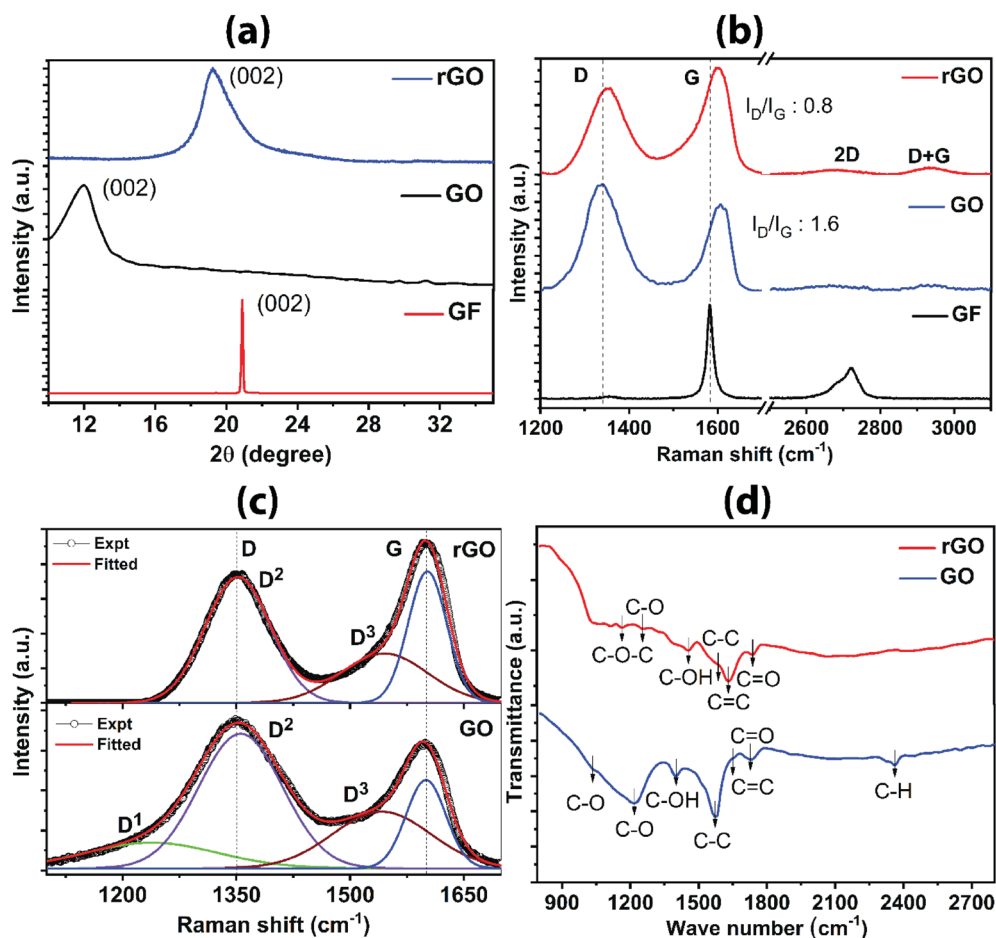 (a)
(002)
rGO
(002)
GO
(002)
GF
Intensity (a.u.)
12 16 20 24 28 32
2θ (degree)
(b)
D G rGO
I_D/I_G : 0.8
2D D+G
GO
I_D/I_G : 1.6
GF
Intensity (a.u.)
1200 1400 1600 2600 2800 3000
Raman shift (cm⁻¹)
(c)
Expt
Fitted
D G rGO
D²
D³
Expt
Fitted
GO
D²
D³
D¹
Intensity (a.u.)
1200 1350 1500 1650
Raman shift (cm⁻¹)
(d)
rGO
GO
C-O
C-C
C-O-C
C-OH
C=O
C=C
C=O
C-O
C-OH
C=C
C-H
C-O
C-C
Transmittance (a.u.)
900 1200 1500 1800 2100 2400 2700
Wave number (cm⁻¹)